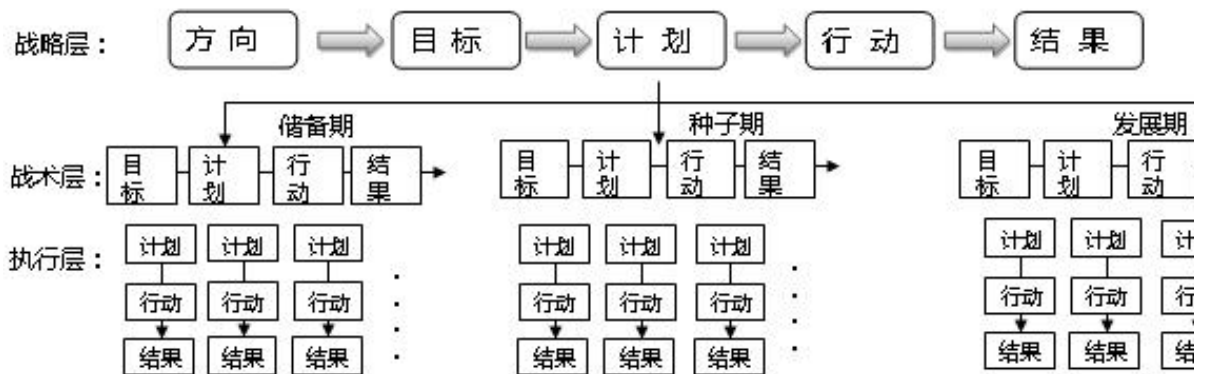 战略层： 方向 目标 计划 行动 结果
储备期 种子期 发展期
战术层： 目标 计划 行动 结果 目标 计划 行动 结果 目标 计划 行动
执行层： 计划 计划 计划 计划 计划 计划 计划 计划 计
行动 行动 行动 行动 行动 行动 行动 行动 行
结果 结果 结果 结果 结果 结果 结果 结果 结